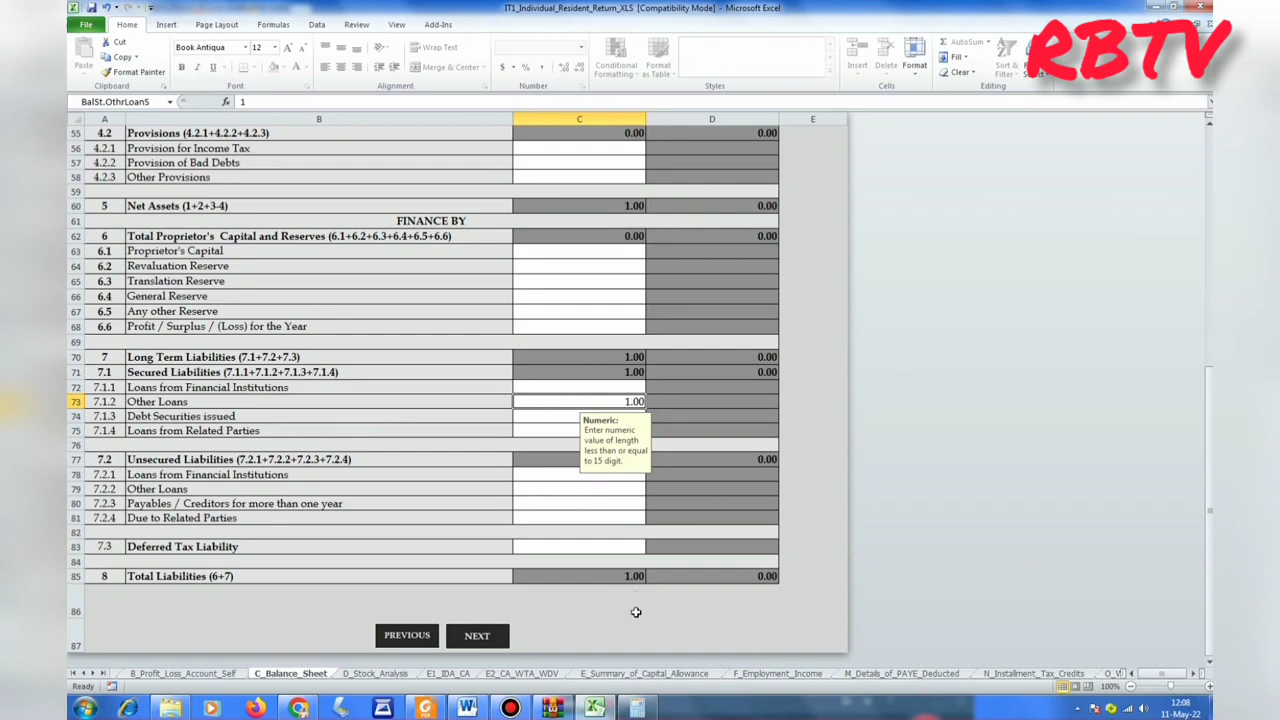 IT1_Individual_Resident_Return_XLS [Compatibility Mode] - Microsoft Excel
RBTV
File Home Insert Page Layout Formulas Data Review View Add-Ins
Paste
Cut
Copy
Format Painter
Clipboard
Book Antiqua 12
B I U
Font
Wrap Text
Merge & Center
Alignment
$ % ,
Number
Conditional Formatting
Format as Table
Styles
Insert Delete Format
Cells
AutoSum
Fill
Clear
Sort &
Editing
BalSt.OthrLoanS fx 1
A B C D E
55 4.2 Provisions (4.2.1+4.2.2+4.2.3) 0.00 0.00
56 4.2.1 Provision for Income Tax
57 4.2.2 Provision of Bad Debts
58 4.2.3 Other Provisions
59
60 5 Net Assets (1+2+3-4) 1.00 0.00
61 FINANCE BY
62 6 Total Proprietor's Capital and Reserves (6.1+6.2+6.3+6.4+6.5+6.6) 0.00 0.00
63 6.1 Proprietor's Capital
64 6.2 Revaluation Reserve
65 6.3 Translation Reserve
66 6.4 General Reserve
67 6.5 Any other Reserve
68 6.6 Profit / Surplus / (Loss) for the Year
69
70 7 Long Term Liabilities (7.1+7.2+7.3) 1.00 0.00
71 7.1 Secured Liabilities (7.1.1+7.1.2+7.1.3+7.1.4) 1.00 0.00
72 7.1.1 Loans from Financial Institutions
73 7.1.2 Other Loans 1.00
74 7.1.3 Debt Securities issued
75 7.1.4 Loans from Related Parties
76
Numeric:
Enter numeric
value of length
less than or equal
to 15 digit.
77 7.2 Unsecured Liabilities (7.2.1+7.2.2+7.2.3+7.2.4) 0.00
78 7.2.1 Loans from Financial Institutions
79 7.2.2 Other Loans
80 7.2.3 Payables / Creditors for more than one year
81 7.2.4 Due to Related Parties
82
83 7.3 Deferred Tax Liability
84
85 8 Total Liabilities (6+7) 1.00 0.00
86
PREVIOUS NEXT
87
B_Profit_Loss_Account_Self C_Balance_Sheet D_Stock_Analysis E1_IDA_CA E2_CA_WTA_WDV E_Summary_of_Capital_Allowance F_Employment_Income M_Details_of_PAYE_Deducted N_Installment_Tax_Credits
Ready 100%
12:08
11-May-22